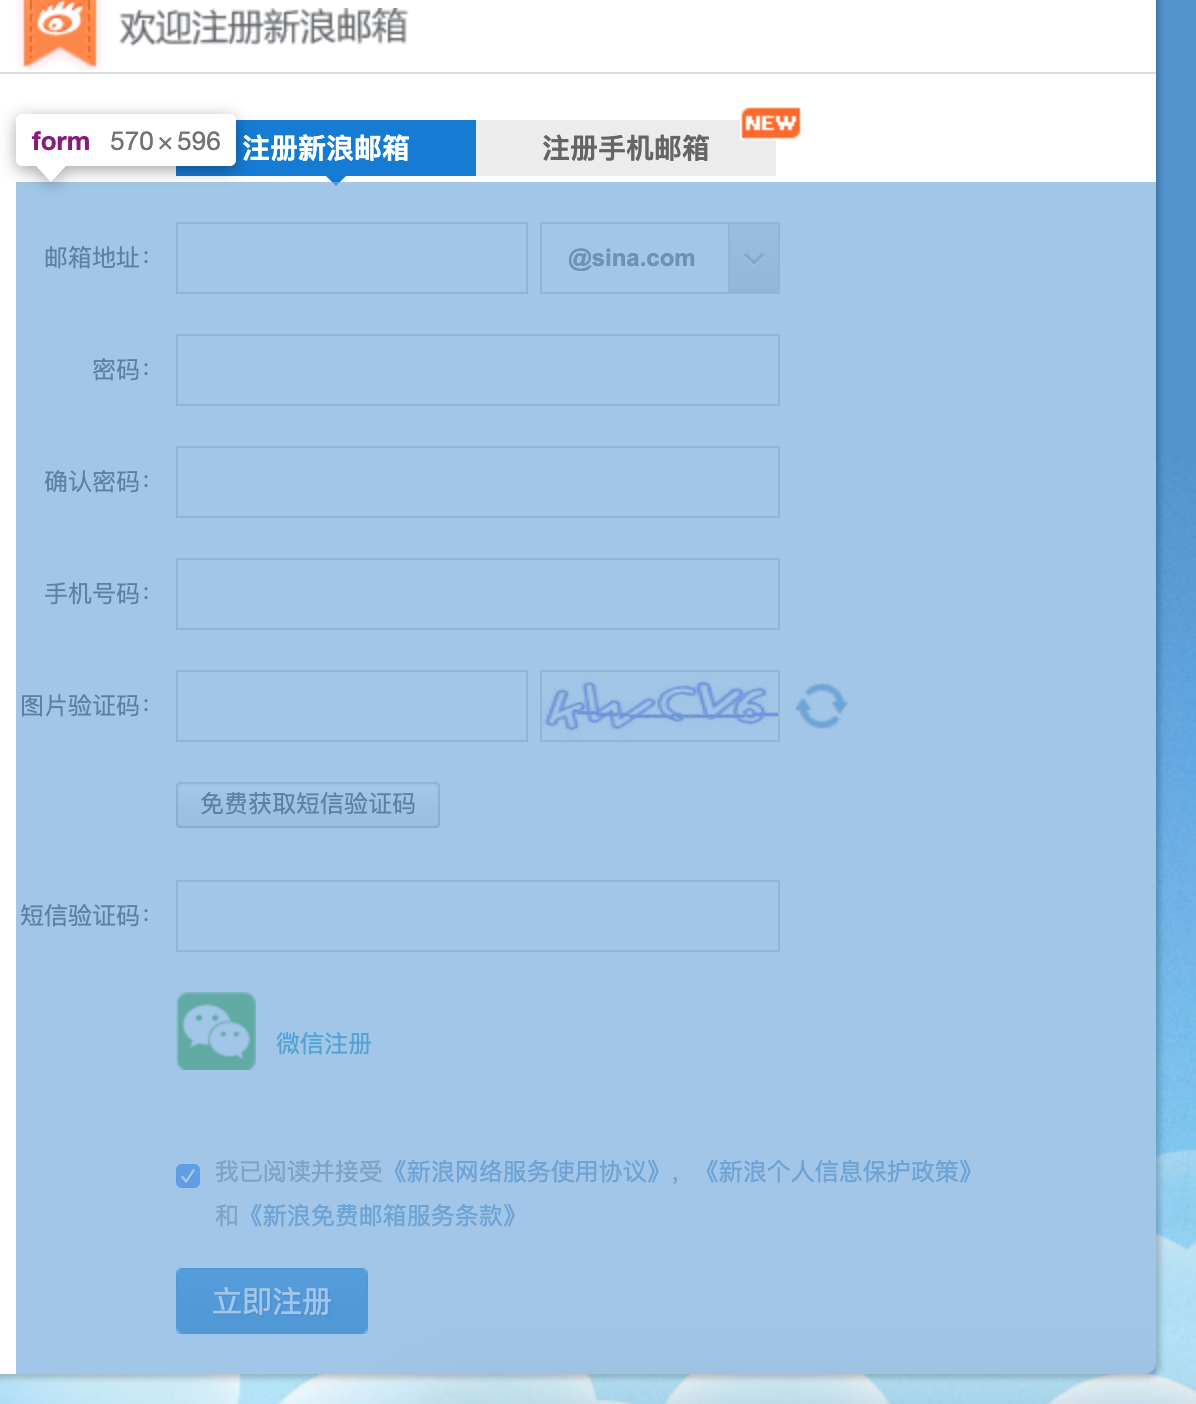 欢迎注册新浪邮箱
form 570×596
注册新浪邮箱
注册手机邮箱
NEW
邮箱地址：
@sina.com
密码：
确认密码：
手机号码：
图片验证码：
免费获取短信验证码
短信验证码：
微信注册
我已阅读并接受《新浪网络服务使用协议》，《新浪个人信息保护政策》
和《新浪免费邮箱服务条款》
立即注册